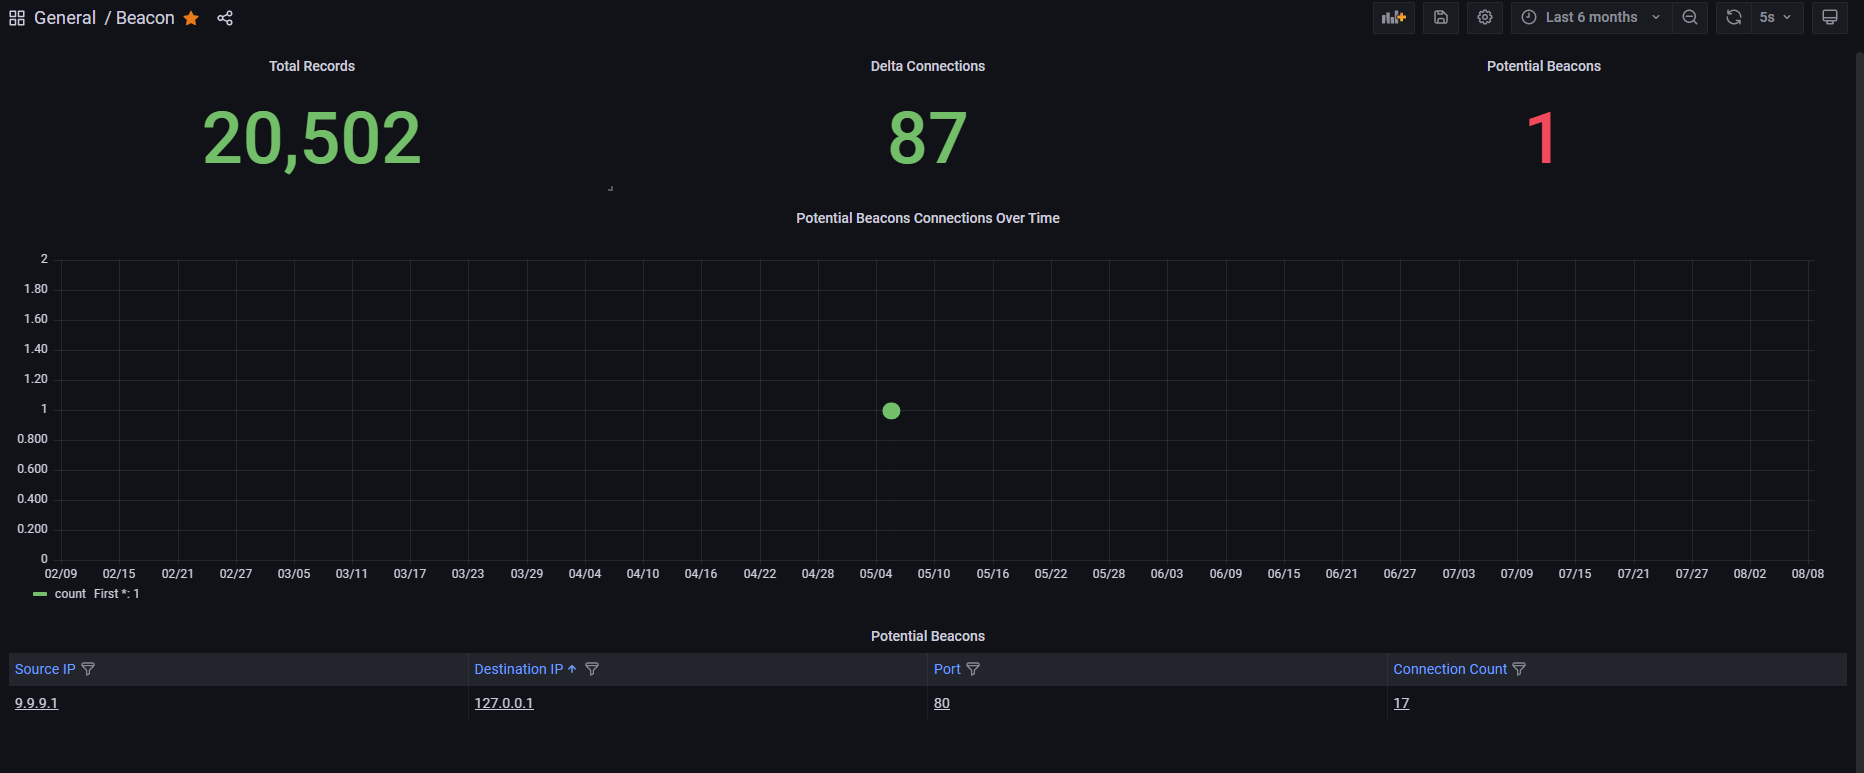 General / Beacon
Last 6 months
5s
Total Records
Delta Connections
Potential Beacons
20,502
87
1
Potential Beacons Connections Over Time
2
1.80
1.60
1.40
1.20
1
0.800
0.600
0.400
0.200
0
02/09 02/15 02/21 02/27 03/05 03/11 03/17 03/23 03/29 04/04 04/10 04/16 04/22 04/28 05/04 05/10 05/16 05/22 05/28 06/03 06/09 06/15 06/21 06/27 07/03 07/09 07/15 07/21 07/27 08/02 08/08
count First *: 1
Potential Beacons
Source IP Destination IP Port Connection Count
9.9.9.1 127.0.0.1 80 17